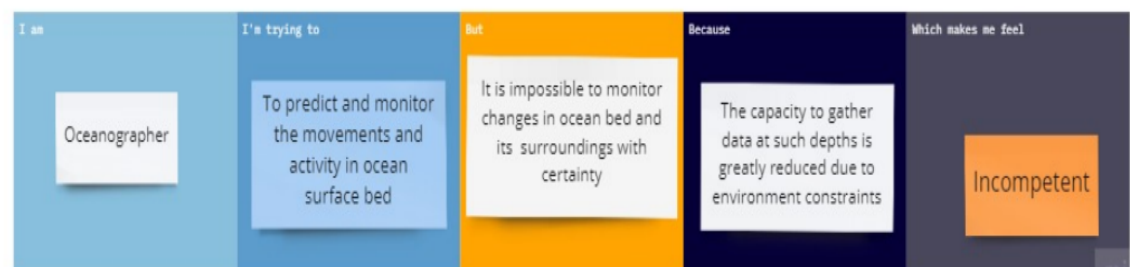 I am
Oceanographer
I'm trying to
To predict and monitor
the movements and
activity in ocean
surface bed
But
It is impossible to monitor
changes in ocean bed and
its surroundings with
certainty
Because
The capacity to gather
data at such depths is
greatly reduced due to
environment constraints
Which makes me feel
Incompetent